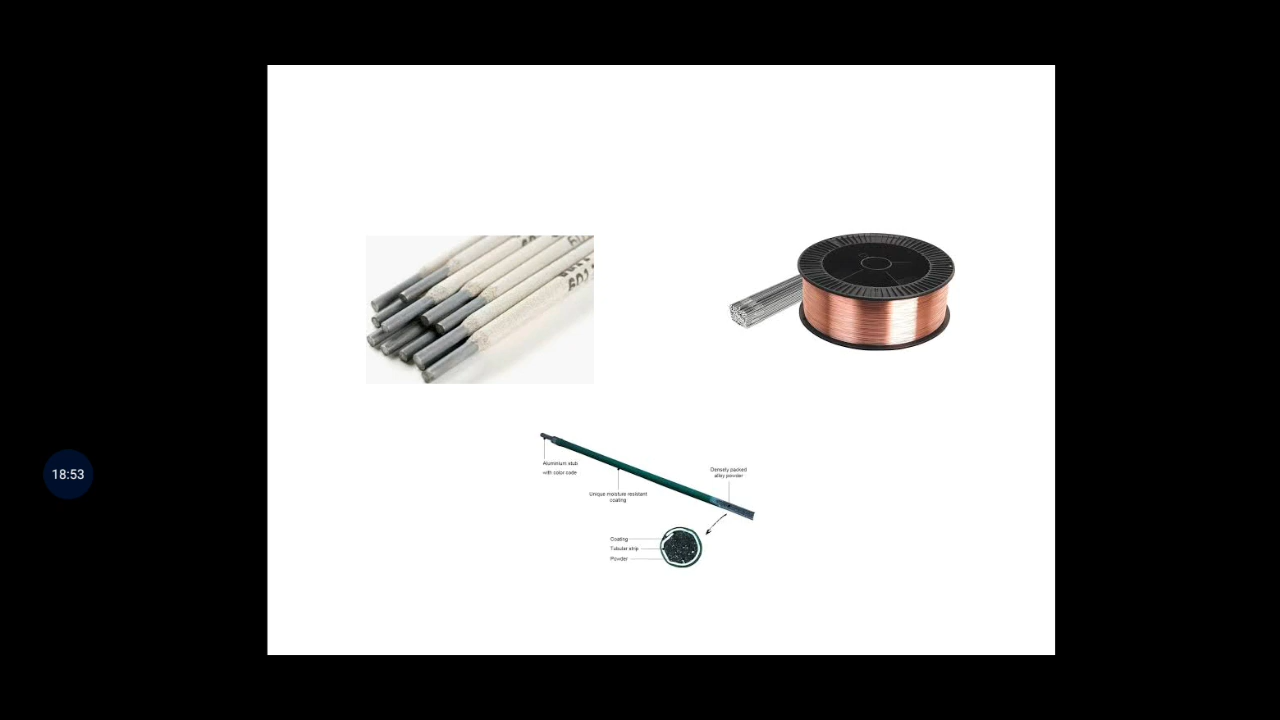 18:53
Aluminium stub
with color code
Unique moisture resistant
coating
Densely packed
alloy powder
Coating
Tubular strip
Powder